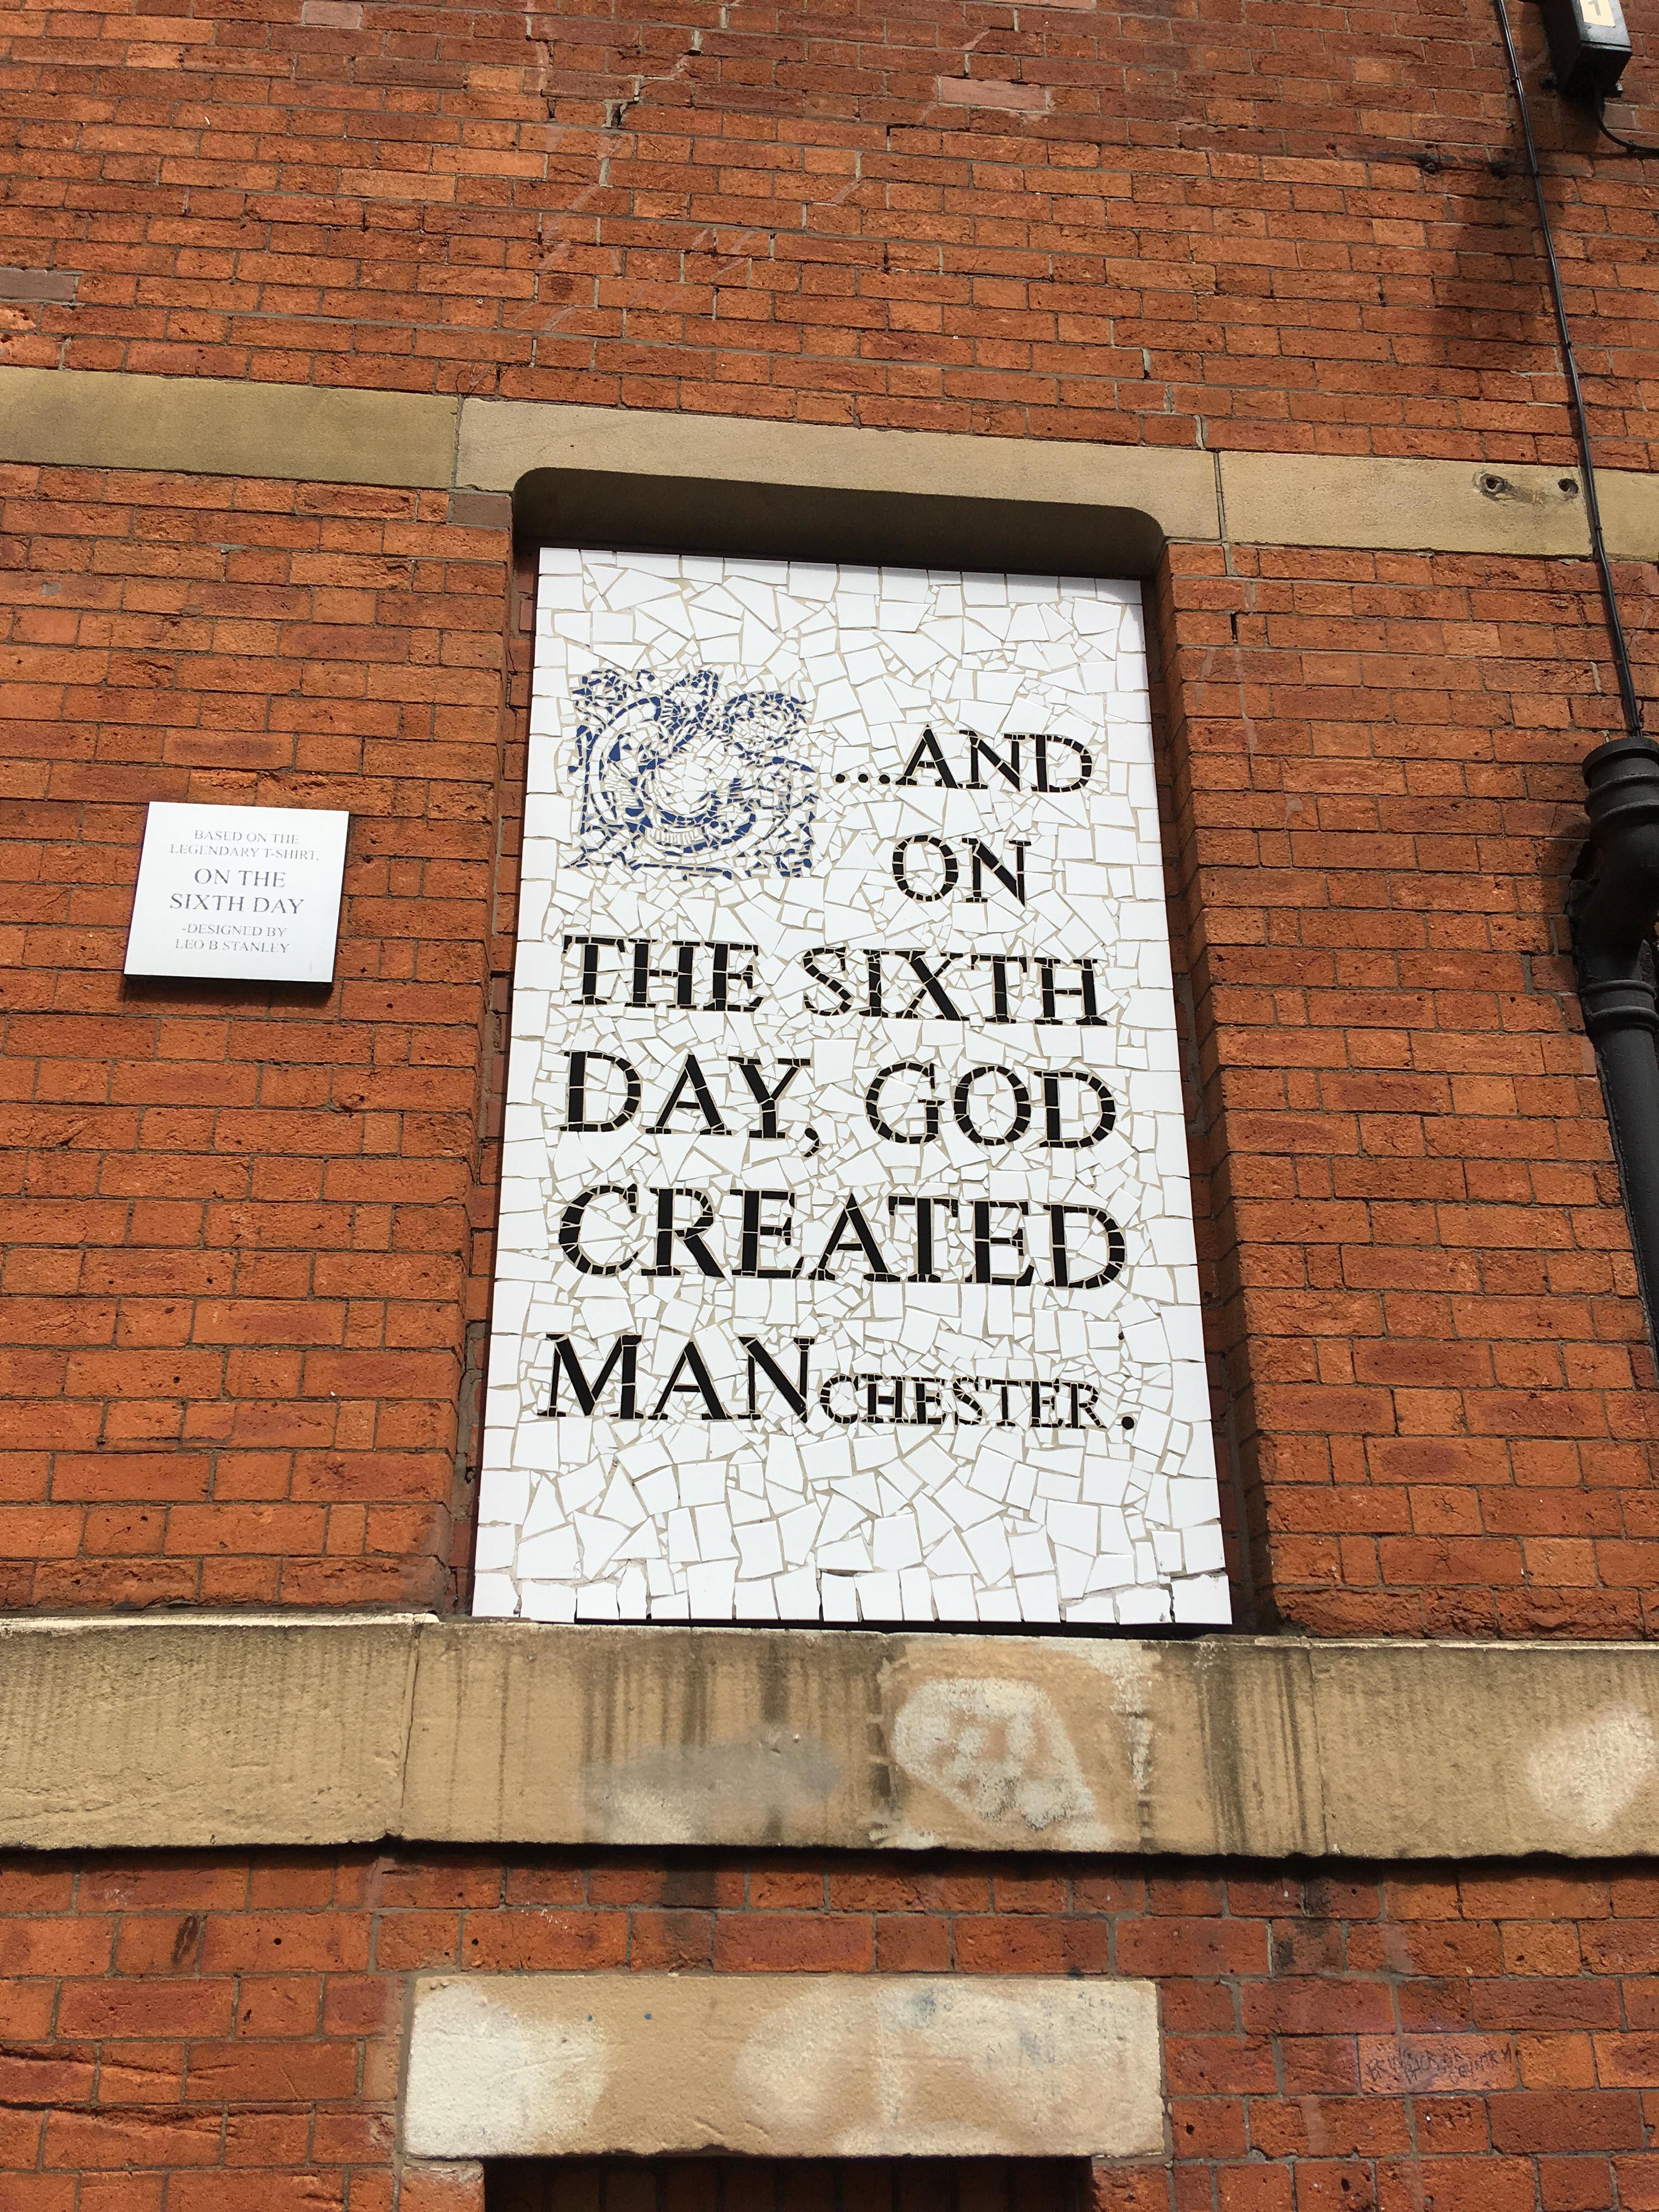 ...AND
ON
THE SIXTH
DAY, GOD
CREATED
MANCHESTER.
BASED ON THE
LEGENDARY T-SHIRT,
ON THE
SIXTH DAY
-DESIGNED BY
LEO B STANLEY